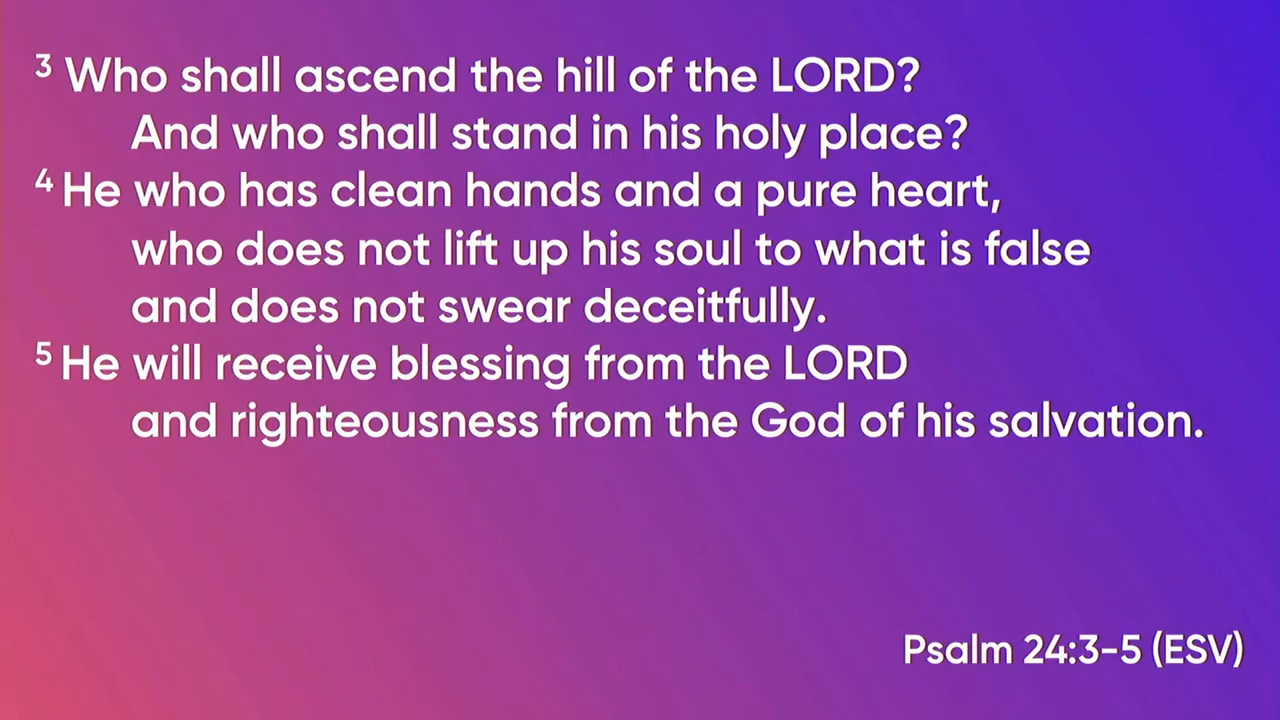 3 Who shall ascend the hill of the LORD?
And who shall stand in his holy place?
4 He who has clean hands and a pure heart,
who does not lift up his soul to what is false
and does not swear deceitfully.
5 He will receive blessing from the LORD
and righteousness from the God of his salvation.
Psalm 24:3-5 (ESV)